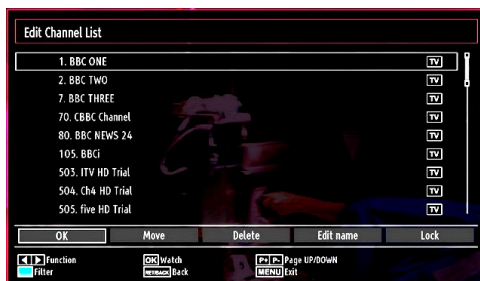 Edit Channel List
1. BBC ONE TV
2. BBC TWO TV
7. BBC THREE TV
70. CBBC Channel TV
80. BBC NEWS 24 TV
105. BBCi TV
503. ITV HD Trial TV
504. Ch4 HD Trial TV
505. five HD Trial TV
OK Move Delete Edit name Lock
Function OK Watch P+ P- Page UP/DOWN
Filter RET/BACK Back MENU Exit